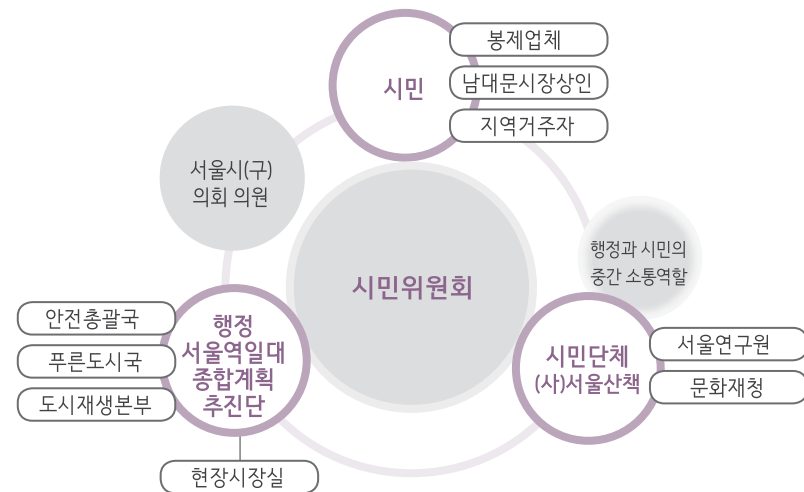 시민
봉제업체
남대문시장상인
지역거주자
서울시(구)
의회 의원
시민위원회
행정과 시민의
중간 소통역할
행정
서울역일대
종합계획
추진단
안전총괄국
푸른도시국
도시재생본부
현장시장실
시민단체
(사)서울산책
서울연구원
문화재청